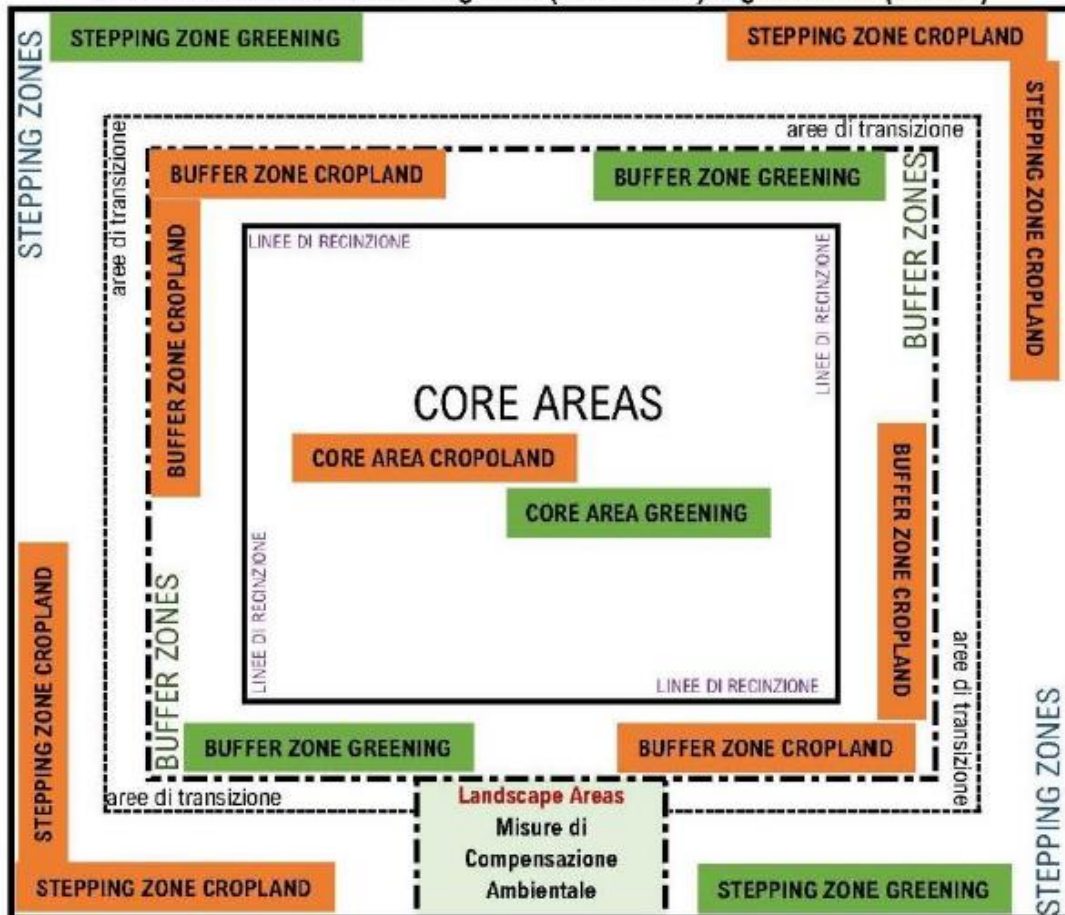 STEPPING ZONE GREENING
STEPPING ZONE CROPLAND
STEPPING ZONES
STEPPING ZONE CROPLAND
aree di transizione
aree di transizione
BUFFER ZONE CROPLAND
BUFFER ZONE GREENING
BUFFER ZONES
BUFFER ZONE CROPLAND
LINEE DI RECINZIONE
LINEE DI RECINZIONE
CORE AREAS
CORE AREA CROPOLAND
CORE AREA GREENING
BUFFER ZONE CROPLAND
LINEE DI RECINZIONE
LINEE DI RECINZIONE
BUFFER ZONES
STEPPING ZONE CROPLAND
aree di transizione
STEPPING ZONES
BUFFER ZONE GREENING
BUFFER ZONE CROPLAND
aree di transizione
Landscape Areas
Misure di
Compensazione
Ambientale
STEPPING ZONE CROPLAND
STEPPING ZONE GREENING